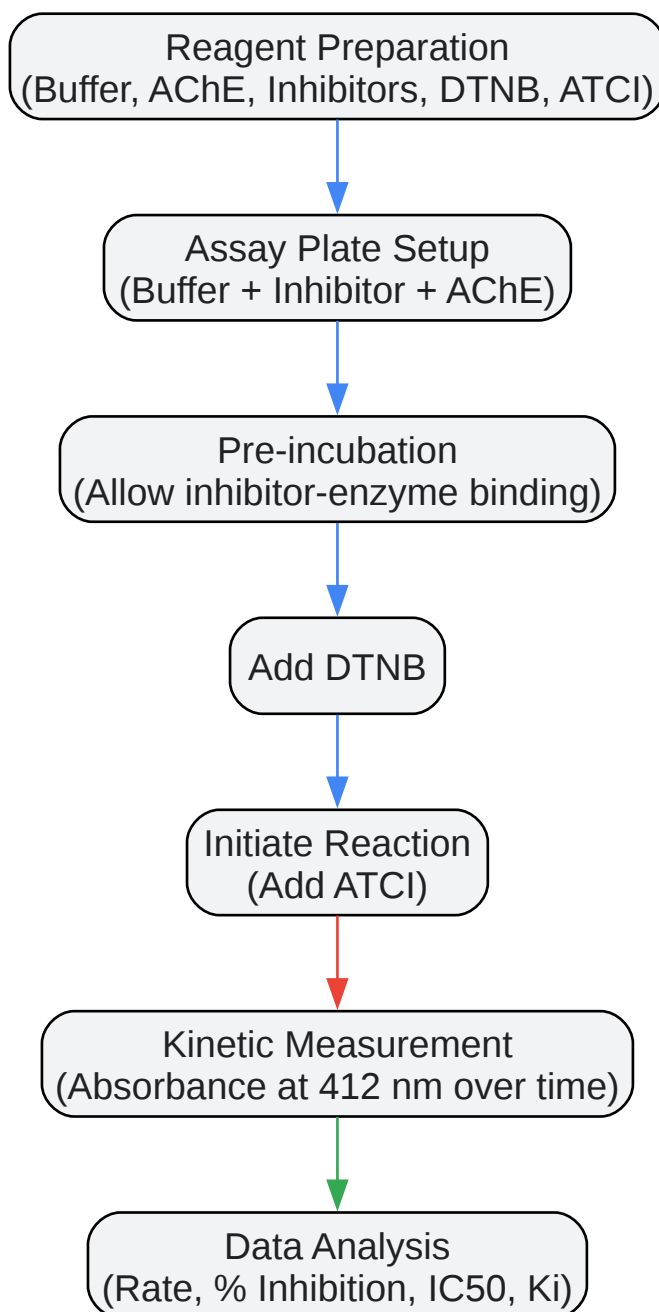 Reagent Preparation
(Buffer, AChE, Inhibitors, DTNB, ATCI)
Assay Plate Setup
(Buffer + Inhibitor + AChE)
Pre-incubation
(Allow inhibitor-enzyme binding)
Add DTNB
Initiate Reaction
(Add ATCI)
Kinetic Measurement
(Absorbance at 412 nm over time)
Data Analysis
(Rate, % Inhibition, IC50, Ki)